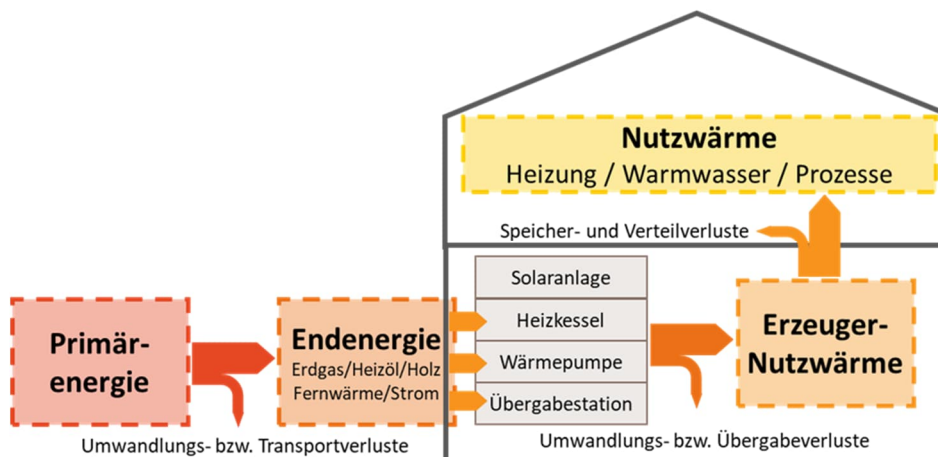 Nutzwärme
Heizung / Warmwasser / Prozesse
Speicher- und Verteilverluste
Primär-
energie
Endenergie
Erdgas/Heizöl/Holz
Fernwärme/Strom
Solaranlage
Heizkessel
Wärmepumpe
Übergabestation
Erzeuger-
Nutzwärme
Umwandlungs- bzw. Transportverluste
Umwandlungs- bzw. Übergabeverluste